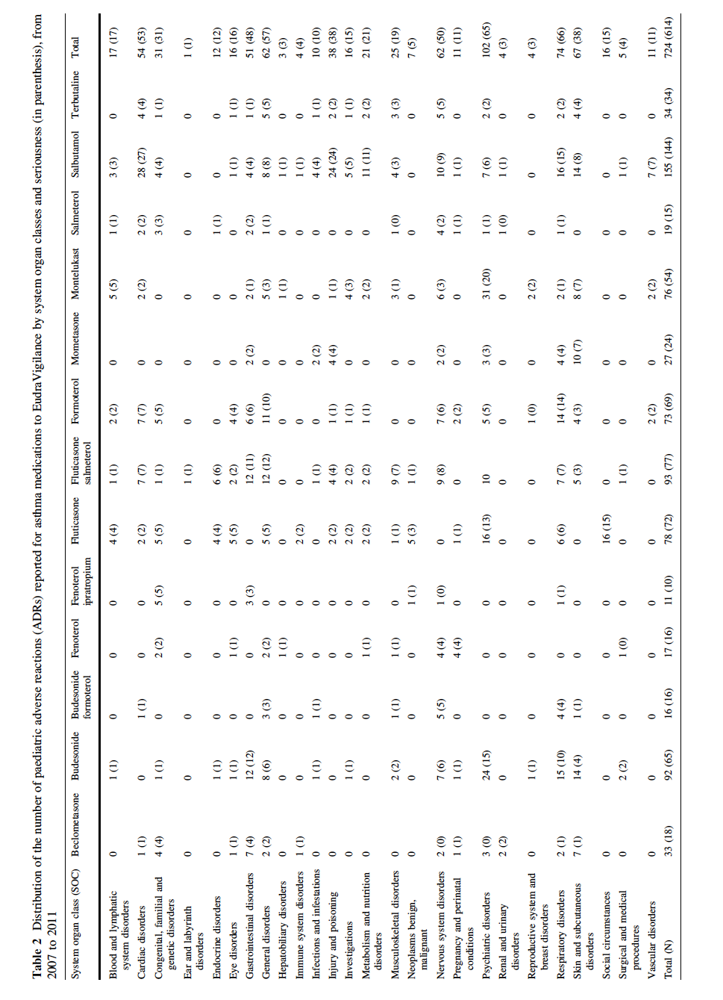 Table 2 Distribution of the number of paediatric adverse reactions (ADRs) reported for asthma medications to EudraVigilance by system organ classes and seriousness (in parenthesis), from
2007 to 2011
System organ class (SOC) Beclometasone Budesonide Budesonide formoterol Fenoterol Fenoterol ipratropium Fluticasone Fluticasone salmeterol Formoterol Mometasone Montelukast Salmeterol Salbutamol Terbutaline Total
Blood and lymphatic system disorders 0 1 (1) 0 0 0 4 (4) 1 (1) 2 (2) 0 5 (5) 1 (1) 3 (3) 0 17 (17)
Cardiac disorders 1 (1) 0 1 (1) 0 0 2 (2) 7 (7) 7 (7) 0 2 (2) 2 (2) 28 (27) 4 (4) 54 (53)
Congenital, familial and genetic disorders 4 (4) 1 (1) 0 2 (2) 5 (5) 5 (5) 1 (1) 5 (5) 0 0 3 (3) 4 (4) 1 (1) 31 (31)
Ear and labyrinth disorders 0 0 0 0 0 0 1 (1) 0 0 0 0 0 0 1 (1)
Endocrine disorders 0 1 (1) 0 0 0 4 (4) 6 (6) 0 0 0 1 (1) 0 0 12 (12)
Eye disorders 1 (1) 1 (1) 0 1 (1) 0 5 (5) 2 (2) 4 (4) 0 0 0 1 (1) 1 (1) 16 (16)
Gastrointestinal disorders 7 (4) 12 (12) 0 0 3 (3) 0 12 (11) 6 (6) 2 (2) 2 (1) 2 (2) 4 (4) 1 (1) 51 (48)
General disorders 2 (2) 8 (6) 3 (3) 2 (2) 0 5 (5) 12 (12) 11 (10) 0 5 (3) 1 (1) 8 (8) 5 (5) 62 (57)
Hepatobiliary disorders 0 0 0 1 (1) 0 0 0 0 0 1 (1) 0 1 (1) 0 3 (3)
Immune system disorders 1 (1) 0 0 0 0 2 (2) 0 0 0 0 0 1 (1) 0 4 (4)
Infections and infestations 0 1 (1) 1 (1) 0 0 0 1 (1) 0 2 (2) 0 0 4 (4) 1 (1) 10 (10)
Injury and poisoning 0 0 0 0 0 2 (2) 4 (4) 1 (1) 4 (4) 1 (1) 0 24 (24) 2 (2) 38 (38)
Investigations 0 1 (1) 0 0 0 2 (2) 2 (2) 1 (1) 0 4 (3) 0 5 (5) 1 (1) 16 (15)
Metabolism and nutrition disorders 0 0 0 1 (1) 0 2 (2) 2 (2) 1 (1) 0 2 (2) 0 11 (11) 2 (2) 21 (21)
Musculoskeletal disorders 0 2 (2) 1 (1) 1 (1) 0 1 (1) 9 (7) 0 0 3 (1) 1 (0) 4 (3) 3 (3) 25 (19)
Neoplasms benign, malignant 0 0 0 0 1 (1) 5 (3) 1 (1) 0 0 0 0 0 0 7 (5)
Nervous system disorders 2 (0) 7 (6) 5 (5) 4 (4) 1 (0) 0 9 (8) 7 (6) 2 (2) 6 (3) 4 (2) 10 (9) 5 (5) 62 (50)
Pregnancy and perinatal conditions 1 (1) 1 (1) 0 4 (4) 0 1 (1) 0 2 (2) 0 0 1 (1) 1 (1) 0 11 (11)
Psychiatric disorders 3 (0) 24 (15) 0 0 0 16 (13) 10 5 (5) 3 (3) 31 (20) 1 (1) 7 (6) 2 (2) 102 (65)
Renal and urinary disorders 2 (2) 0 0 0 0 0 0 0 0 0 1 (0) 1 (1) 0 4 (3)
Reproductive system and breast disorders 0 1 (1) 0 0 0 0 0 1 (0) 0 2 (2) 0 0 0 4 (3)
Respiratory disorders 2 (1) 15 (10) 4 (4) 0 1 (1) 6 (6) 7 (7) 14 (14) 4 (4) 2 (1) 1 (1) 16 (15) 2 (2) 74 (66)
Skin and subcutaneous disorders 7 (1) 14 (4) 1 (1) 0 0 0 5 (3) 4 (3) 10 (7) 8 (7) 0 14 (8) 4 (4) 67 (38)
Social circumstances 0 0 0 0 0 16 (15) 0 0 0 0 0 0 0 16 (15)
Surgical and medical procedures 0 2 (2) 0 1 (0) 0 0 1 (1) 0 0 0 0 1 (1) 0 5 (4)
Vascular disorders 0 0 0 0 0 0 0 2 (2) 0 2 (2) 0 7 (7) 0 11 (11)
Total (N) 33 (18) 92 (65) 16 (16) 17 (16) 11 (10) 78 (72) 93 (77) 73 (69) 27 (24) 76 (54) 19 (15) 155 (144) 34 (34) 724 (614)